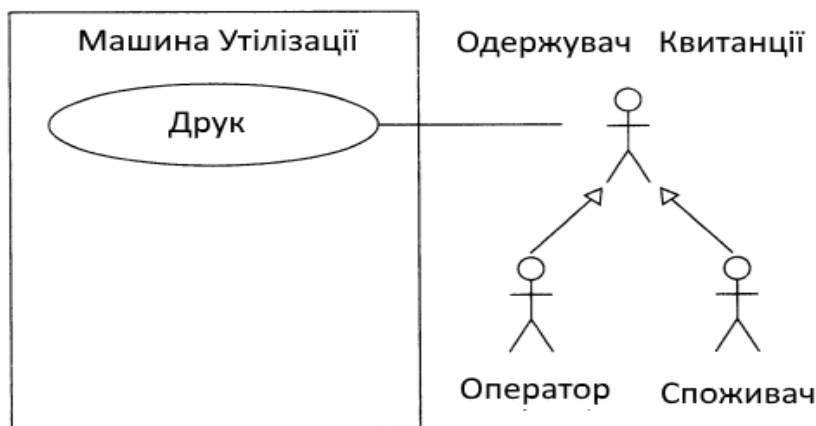 Машина Утілізації
Одержувач Квитанції
Друк
Оператор
Споживач